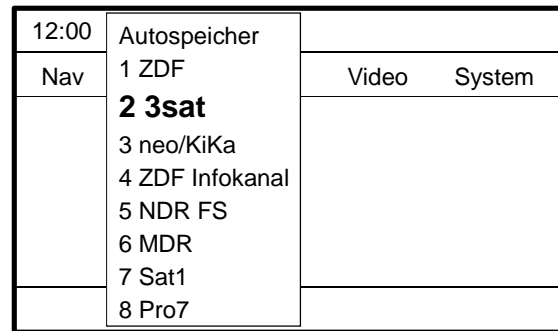 12:00
Autospeicher
Nav
1 ZDF
Video
System
2 3sat
3 neo/KiKa
4 ZDF Infokanal
5 NDR FS
6 MDR
7 Sat1
8 Pro7